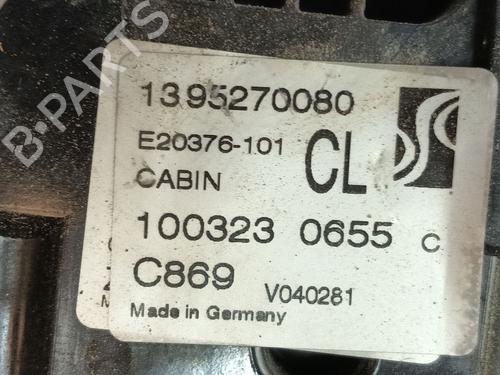 B-PARTS
1395270080
E20376-101
CL
CABIN
100323 0655 C
C869
V040281
Made in Germany